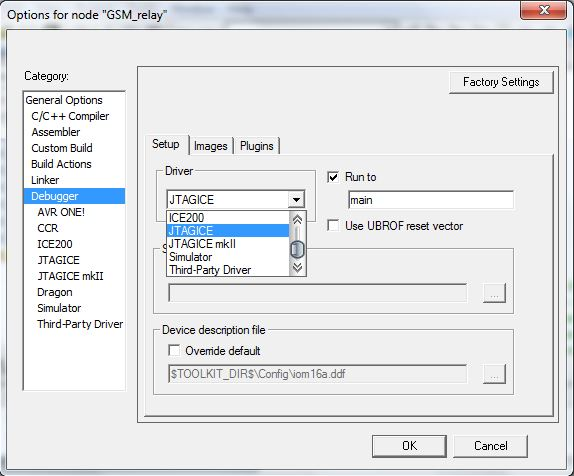 Options for node "GSM_relay"
Category:
General Options
C/C++ Compiler
Assembler
Custom Build
Build Actions
Linker
Debugger
AVR ONE!
CCR
ICE200
JTAGICE
JTAGICE mkII
Dragon
Simulator
Third-Party Driver
Factory Settings
Setup Images Plugins
Driver
JTAGICE
ICE200
JTAGICE
JTAGICE mkII
Simulator
Third-Party Driver
Run to
main
Use UBROF reset vector
...
Device description file
Override default
$TOOLKIT_DIR$\Config\iom16a.ddf
...
OK Cancel